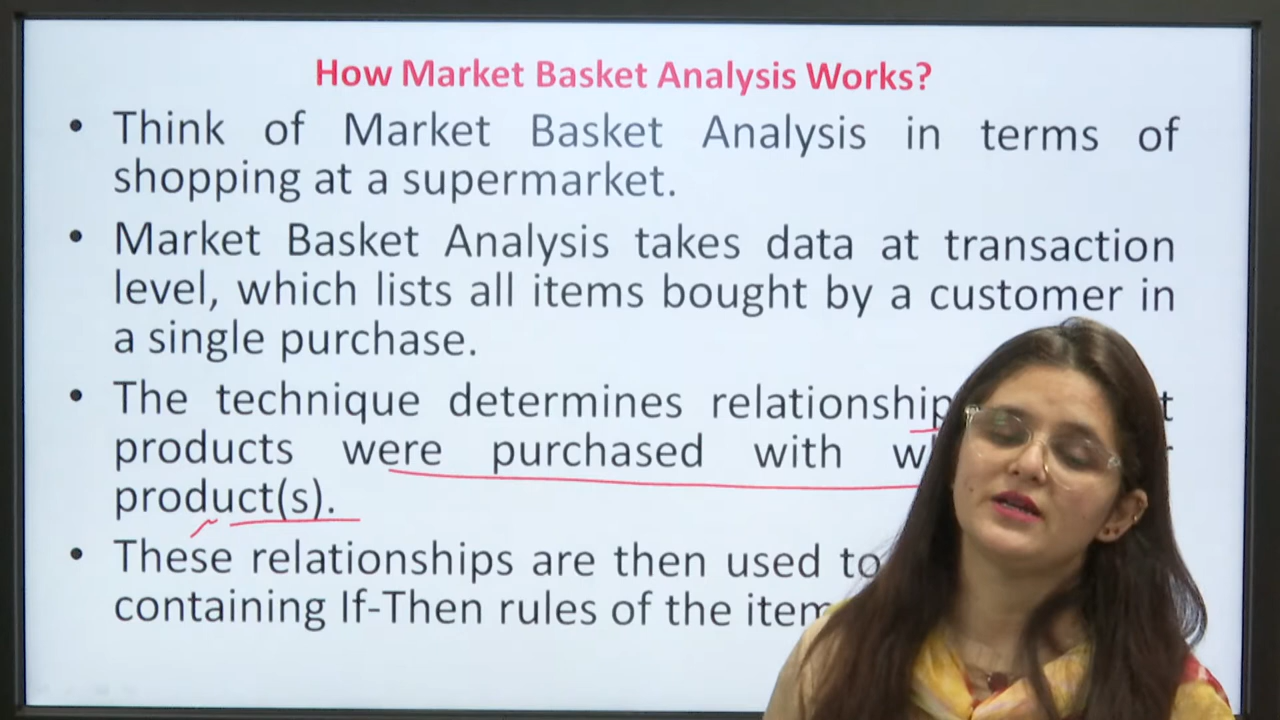 How Market Basket Analysis Works?
• Think of Market Basket Analysis in terms of
shopping at a supermarket.
• Market Basket Analysis takes data at transaction
level, which lists all items bought by a customer in
a single purchase.
• The technique determines relationship
products were purchased with
product(s).
• These relationships are then used to
containing If-Then rules of the item